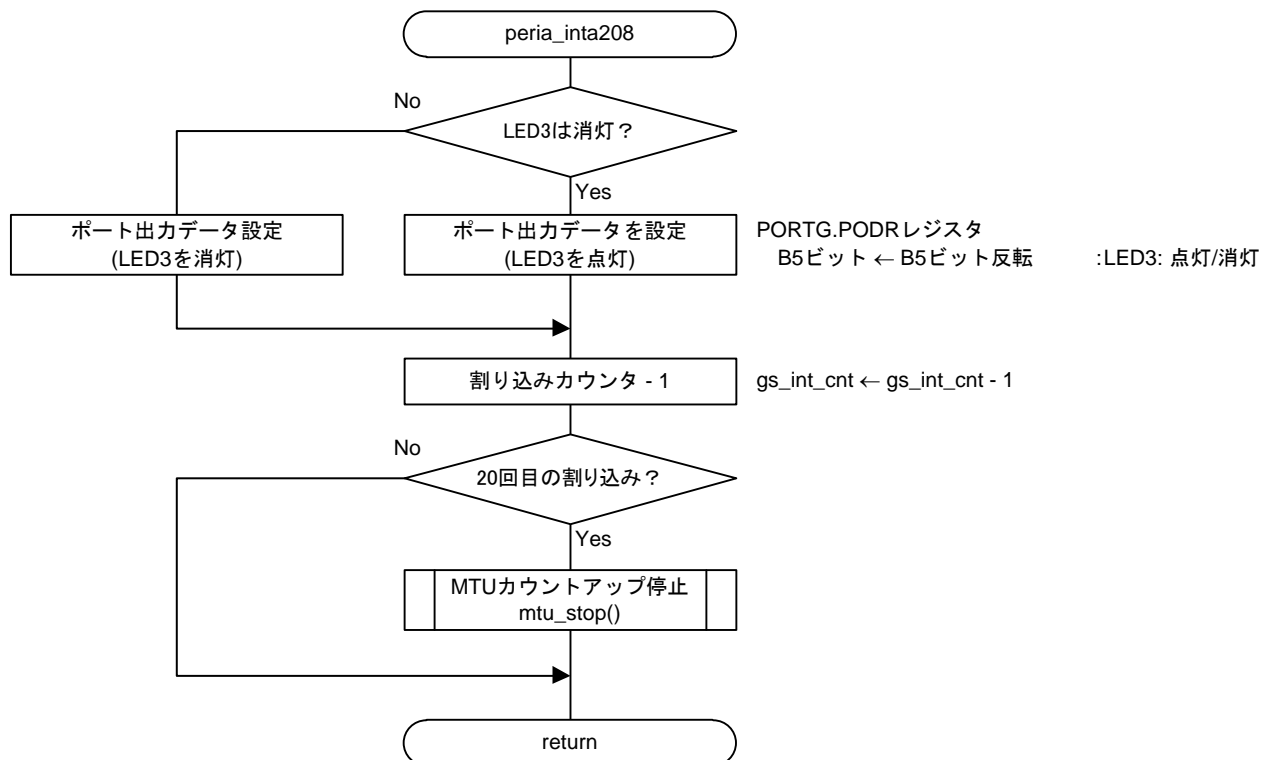 peria_inta208
No
LED3は消灯？
Yes
ポート出力データ設定
(LED3を消灯)
ポート出力データを設定
(LED3を点灯)
PORTG.PODRレジスタ
B5ビット ← B5ビット反転 :LED3: 点灯/消灯
割り込みカウンタ - 1
gs_int_cnt ← gs_int_cnt - 1
No
20回目の割り込み？
Yes
MTUカウントアップ停止
mtu_stop()
return